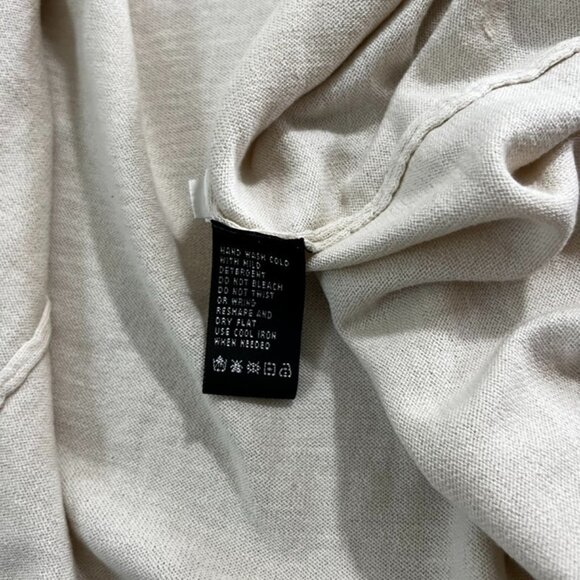 HAND WASH COLD
WITH MILD
DETERGENT
DO NOT BLEACH
DO NOT TWIST
OR WRING
RESHAPE AND
DRY FLAT
USE COOL IRON
WHEN NEEDED